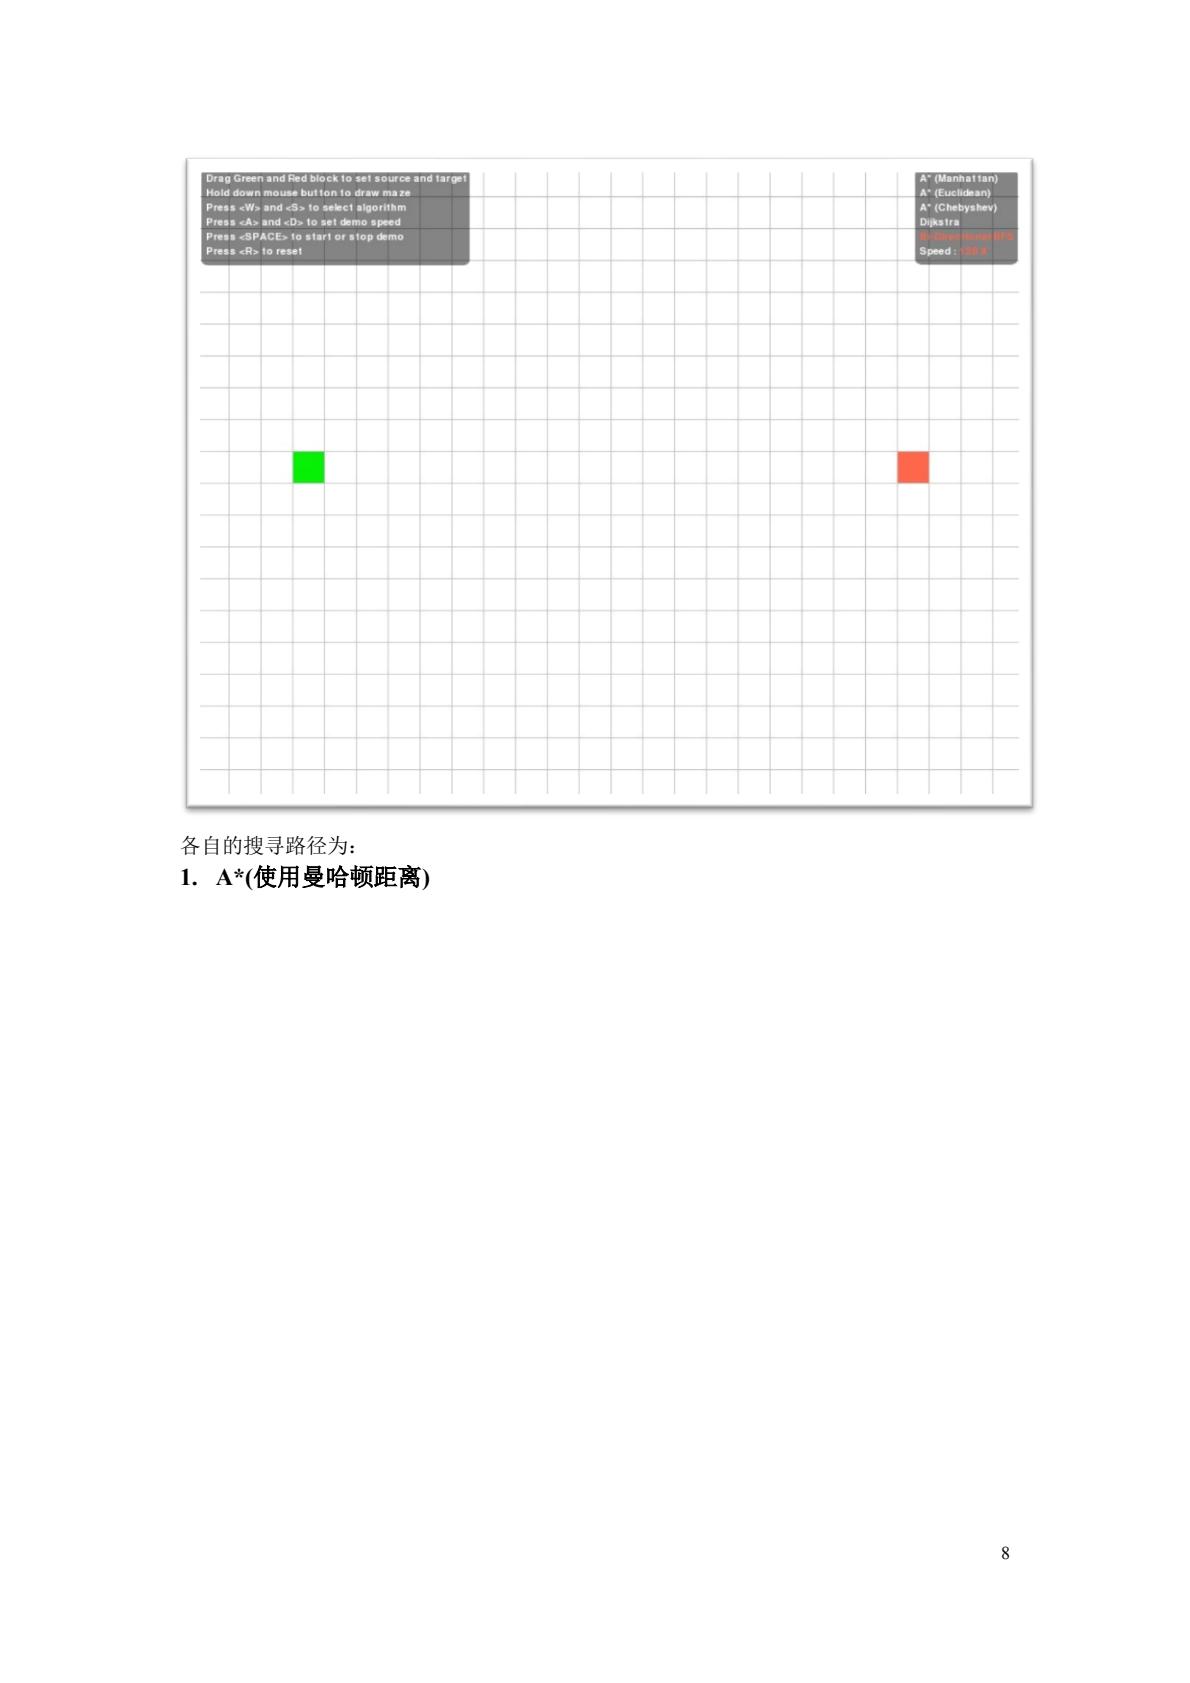 Drag Green and Red block to set source and target
Hold down mouse button to draw maze
Press <W> and <S> to select algorithm
Press <A> and <D> to set demo speed
Press <SPACE> to start or stop demo
Press <R> to reset
A* (Manhattan)
A* (Euclidean)
A* (Chebyshev)
Dijkstra
Bi-Directional BFS
Speed :
各自的搜寻路径为：
1. A*(使用曼哈顿距离)
8